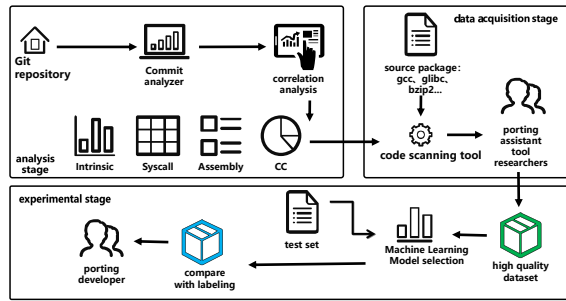 data acquisition stage
Git
repository
Commit
analyzer
correlation
analysis
source package：
gcc、glibc、
bzip2...
analysis
stage
Intrinsic
Syscall
Assembly
CC
code scanning tool
porting
assistant
tool
researchers
experimental stage
test set
Machine Learning
Model selection
high quality
dataset
compare
with labeling
porting
developer